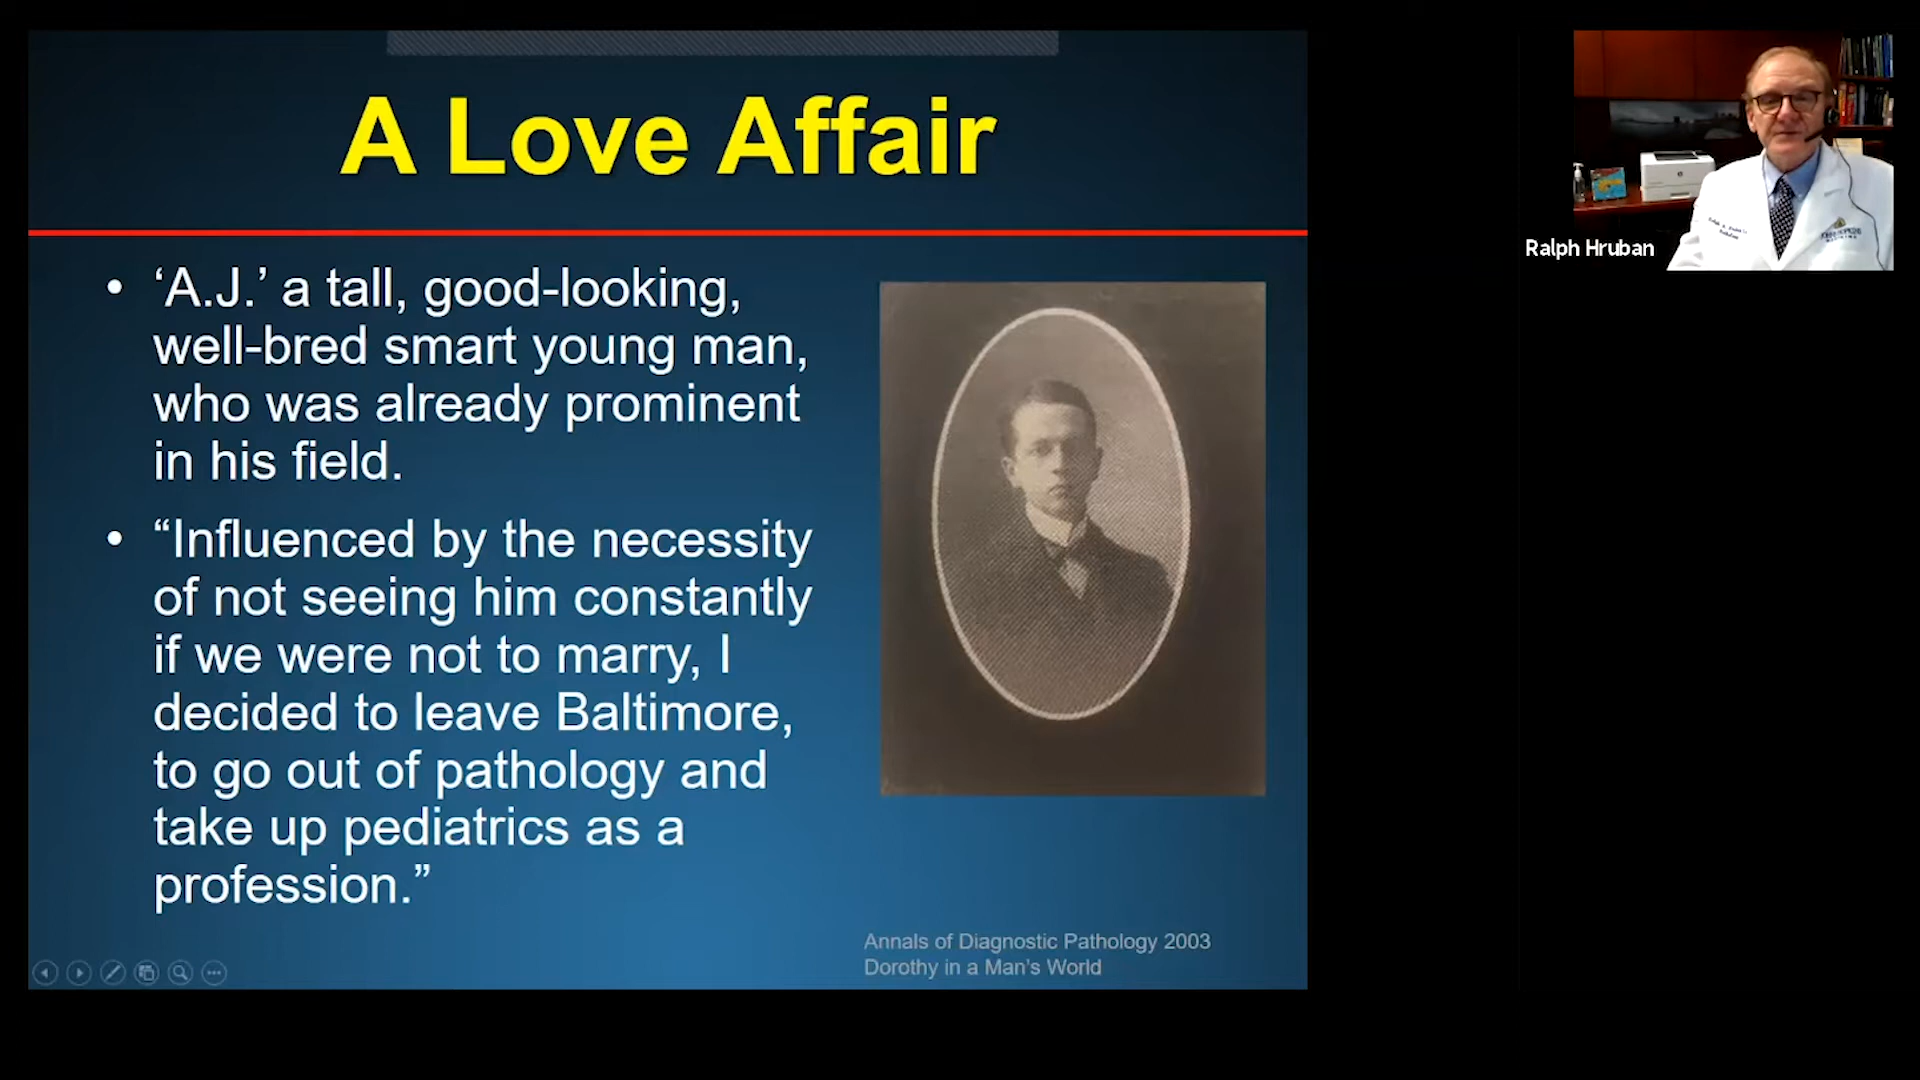 A Love Affair
• ‘A.J.’ a tall, good-looking,
well-bred smart young man,
who was already prominent
in his field.
• “Influenced by the necessity
of not seeing him constantly
if we were not to marry, I
decided to leave Baltimore,
to go out of pathology and
take up pediatrics as a
profession.”
Annals of Diagnostic Pathology 2003
Dorothy in a Man’s World
Ralph Hruban